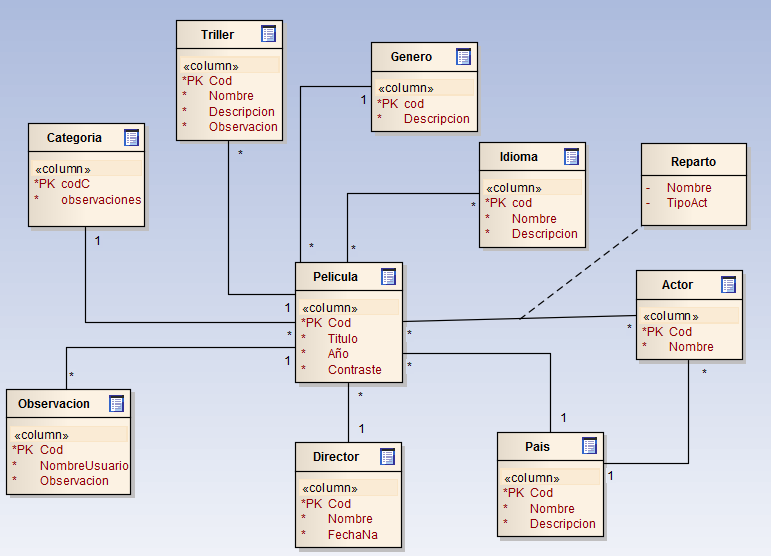 Triller
«column»
*PK Cod
* Nombre
* Descripcion
* Observacion
Genero
«column»
*PK cod
* Descripcion
Categoria
«column»
*PK codC
* observaciones
Idioma
«column»
*PK cod
* Nombre
* Descripcion
Reparto
- Nombre
- TipoAct
Pelicula
«column»
*PK Cod
* Titulo
* Año
* Contraste
Actor
«column»
*PK Cod
* Nombre
Observacion
«column»
*PK Cod
* NombreUsuario
* Observacion
Director
«column»
*PK Cod
* Nombre
* FechaNa
Pais
«column»
*PK Cod
* Nombre
* Descripcion
1
*
*
1
*
*
1
*
*
1
*
*
*
1
*
1
*
1